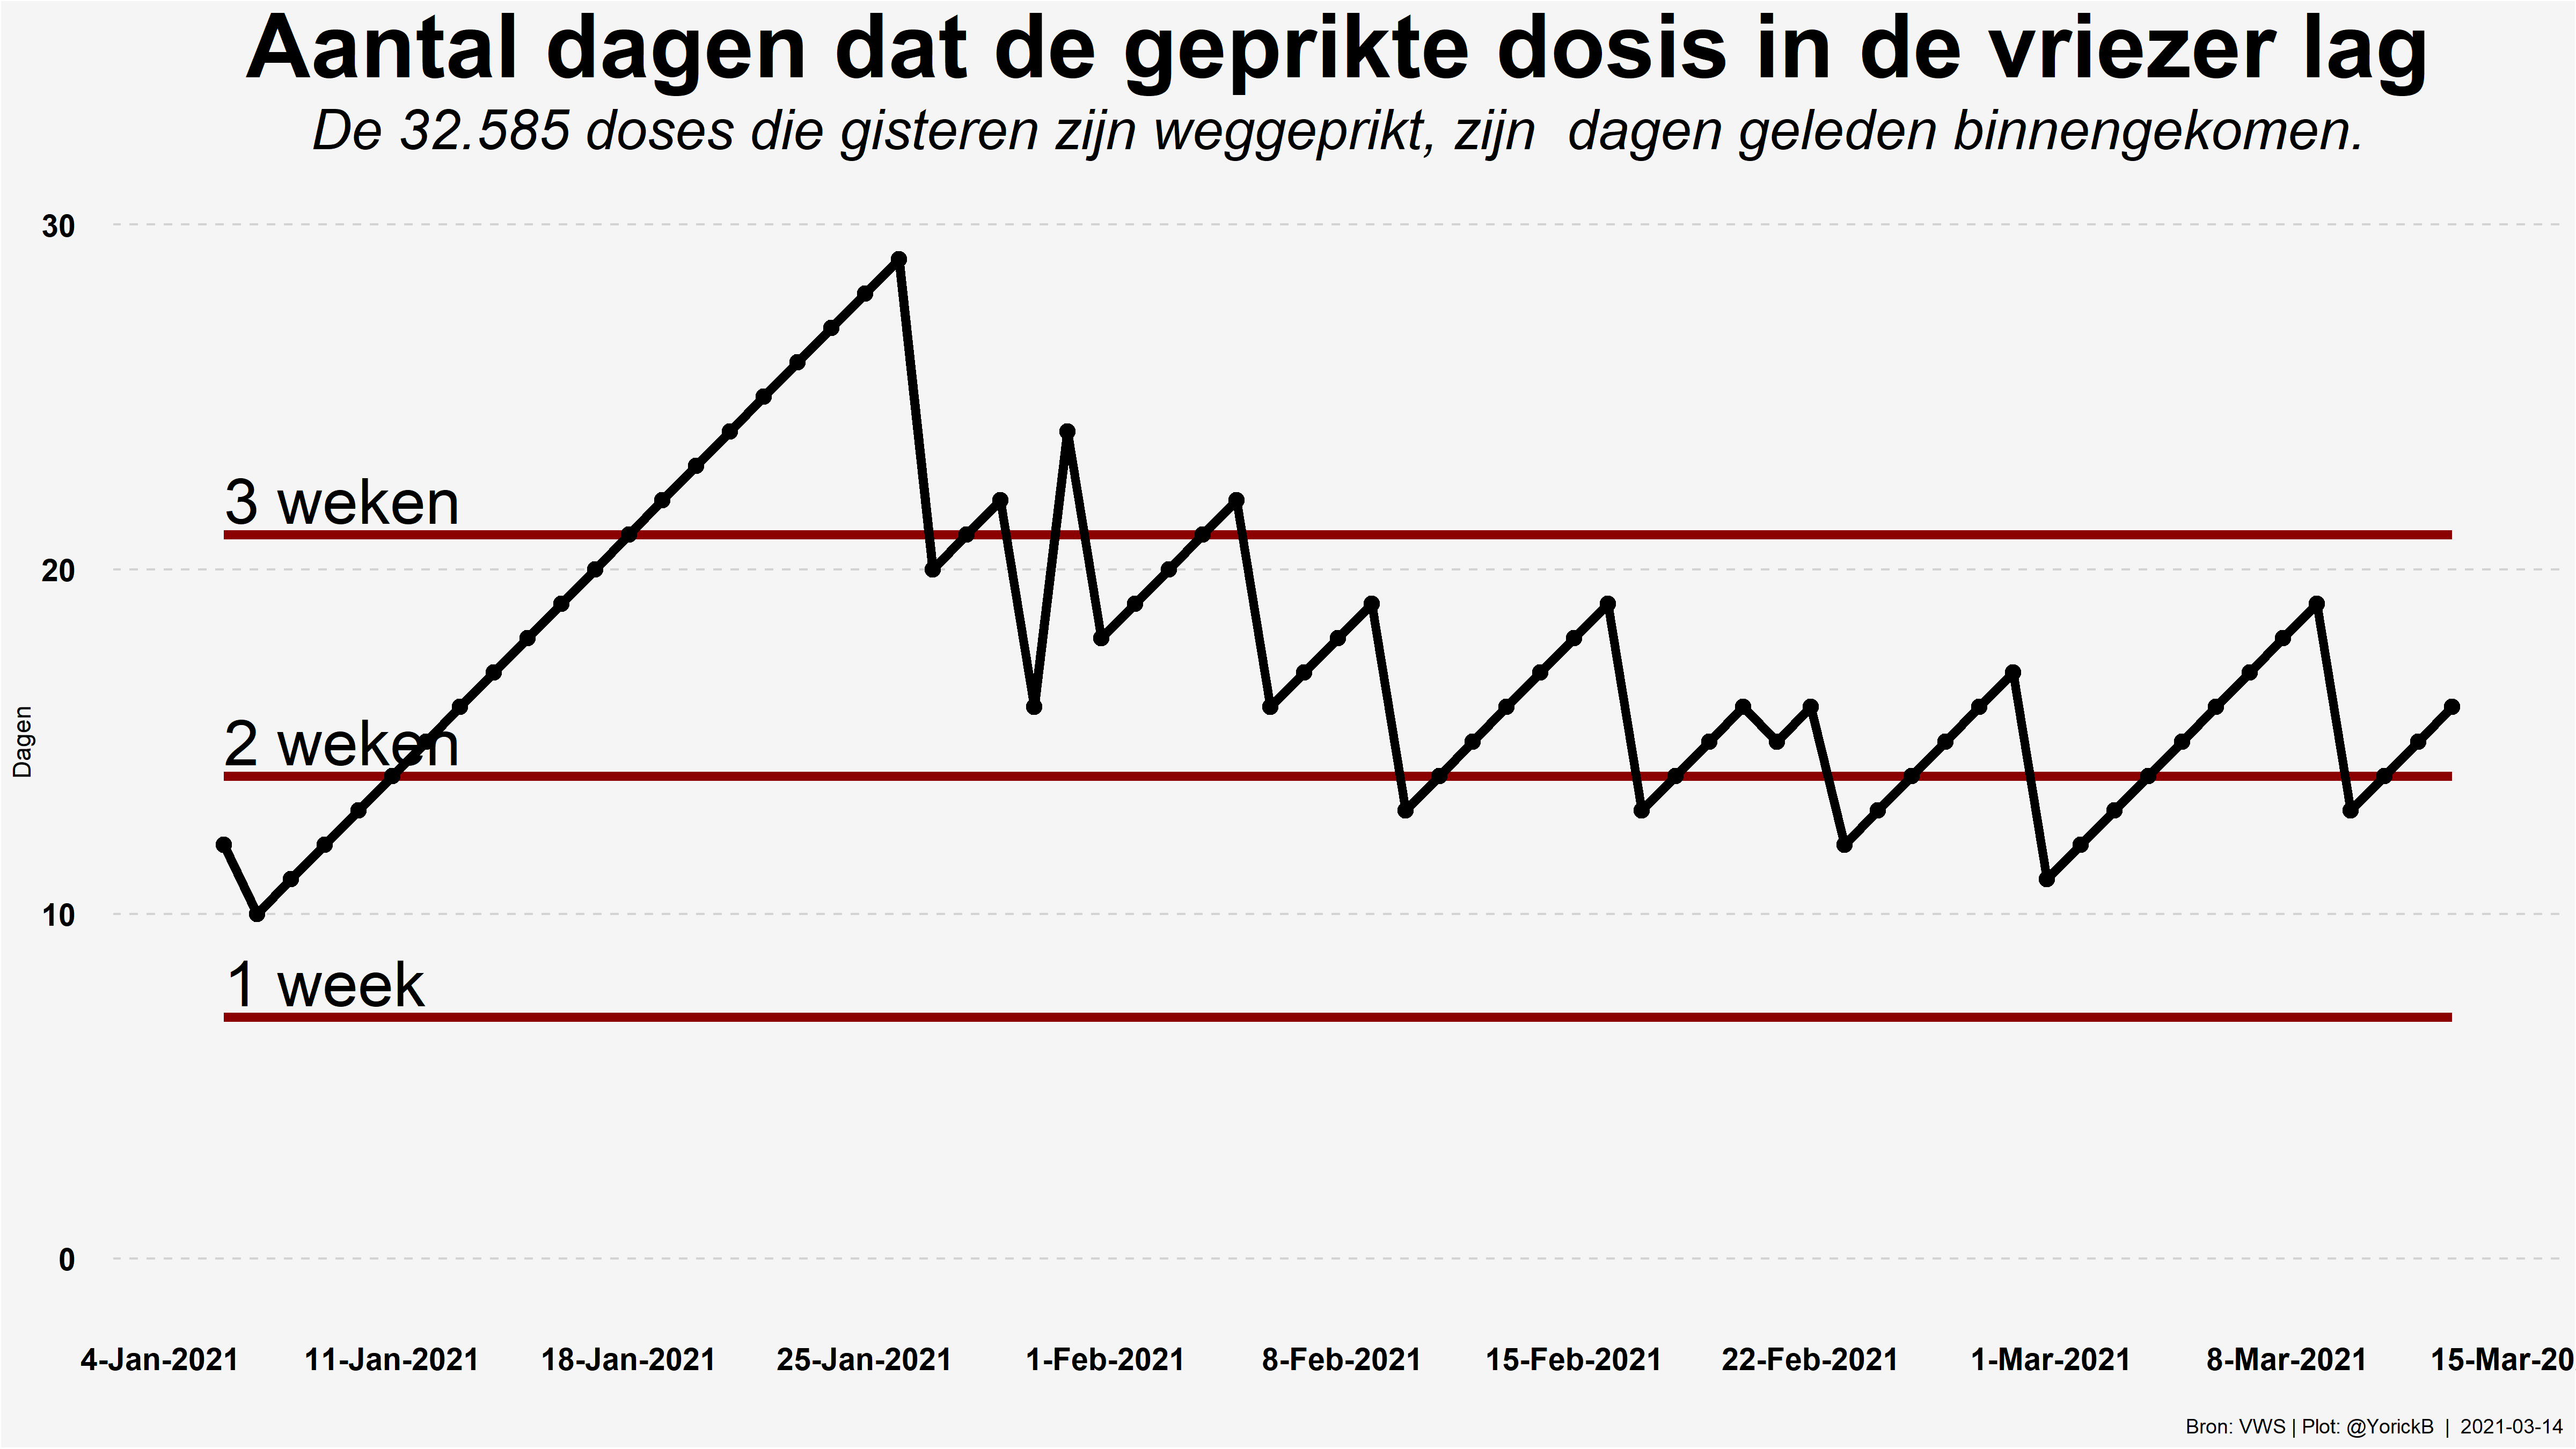 Aantal dagen dat de geprikte dosis in de vriezer lag
De 32.585 doses die gisteren zijn weggeprikt, zijn  dagen geleden binnengekomen.
30
3 weken
20
2 weken
Dagen
10
1 week
0
4-Jan-2021 11-Jan-2021 18-Jan-2021 25-Jan-2021 1-Feb-2021 8-Feb-2021 15-Feb-2021 22-Feb-2021 1-Mar-2021 8-Mar-2021 15-Mar-20
Bron: VWS | Plot: @YorickB | 2021-03-14